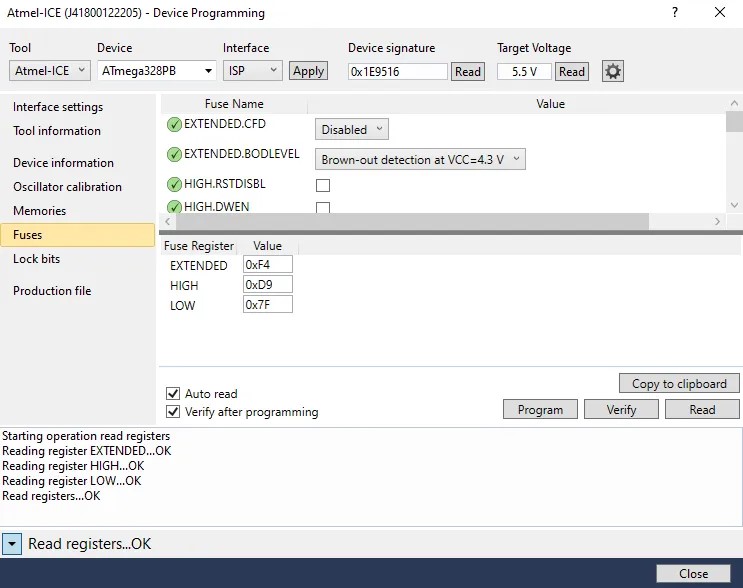 Atmel-ICE (J41800122205) - Device Programming
Tool Device Interface Device signature Target Voltage
Atmel-ICE ATmega328PB ISP Apply 0x1E9516 Read 5.5 V Read
Interface settings
Tool information
Device information
Oscillator calibration
Memories
Fuses
Lock bits
Production file
Fuse Name Value
EXTENDED.CFD Disabled
EXTENDED.BODLEVEL Brown-out detection at VCC=4.3 V
HIGH.RSTDISBL
HIGH.DWEN
Fuse Register Value
EXTENDED 0xF4
HIGH 0xD9
LOW 0x7F
Copy to clipboard
Auto read
Verify after programming
Program Verify Read
Starting operation read registers
Reading register EXTENDED...OK
Reading register HIGH...OK
Reading register LOW...OK
Read registers...OK
Read registers...OK
Close